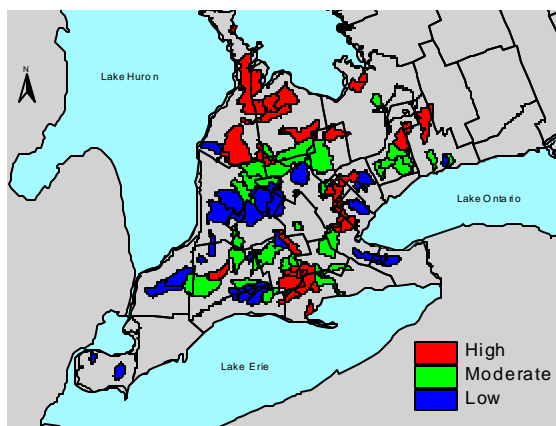 N
Lake Huron
Lake Ontario
Lake Erie
High
Moderate
Low